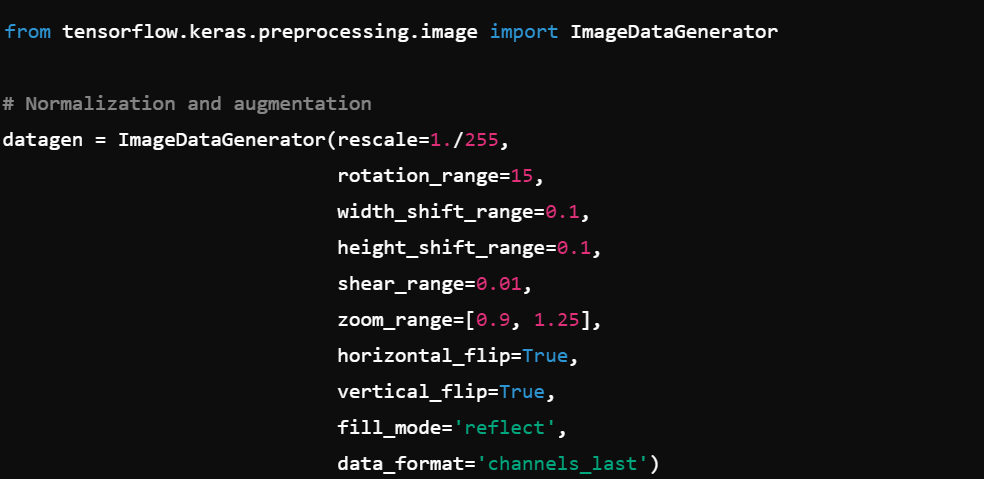 from tensorflow.keras.preprocessing.image import ImageDataGenerator
# Normalization and augmentation
datagen = ImageDataGenerator(rescale=1./255,
rotation_range=15,
width_shift_range=0.1,
height_shift_range=0.1,
shear_range=0.01,
zoom_range=[0.9, 1.25],
horizontal_flip=True,
vertical_flip=True,
fill_mode='reflect',
data_format='channels_last')